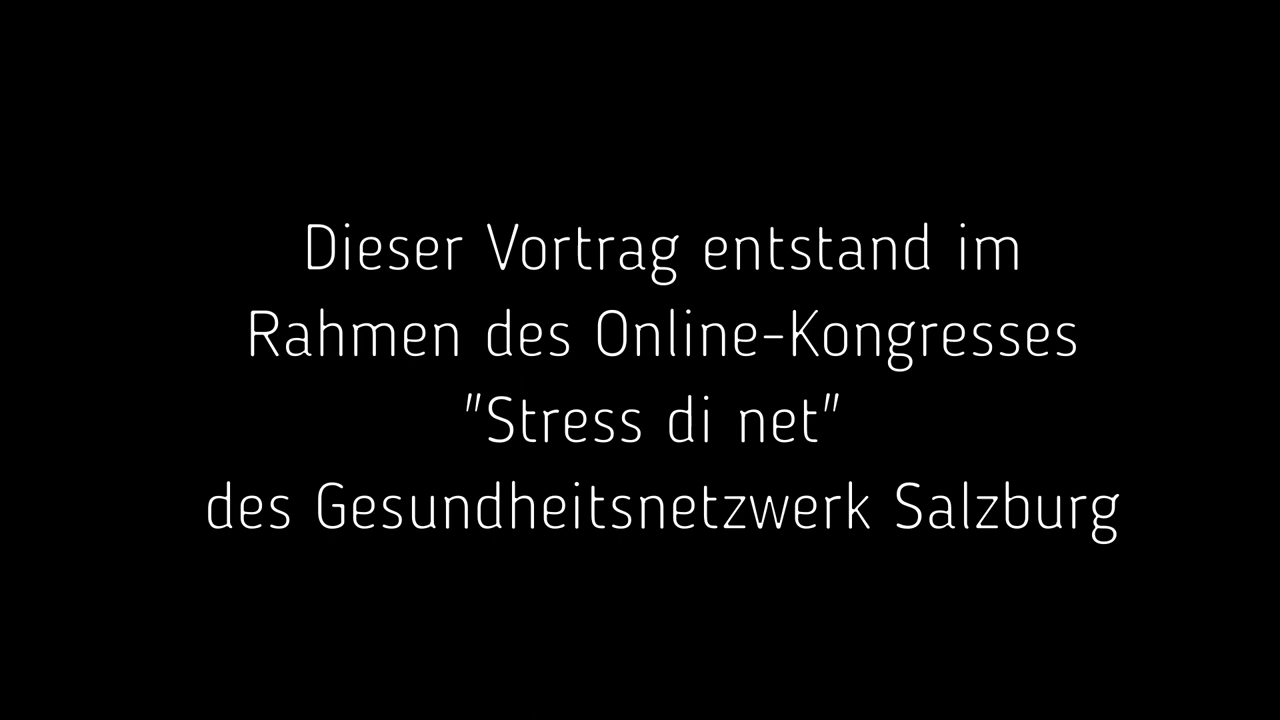 Dieser Vortrag entstand im
Rahmen des Online-Kongresses
"Stress di net"
des Gesundheitsnetzwerk Salzburg